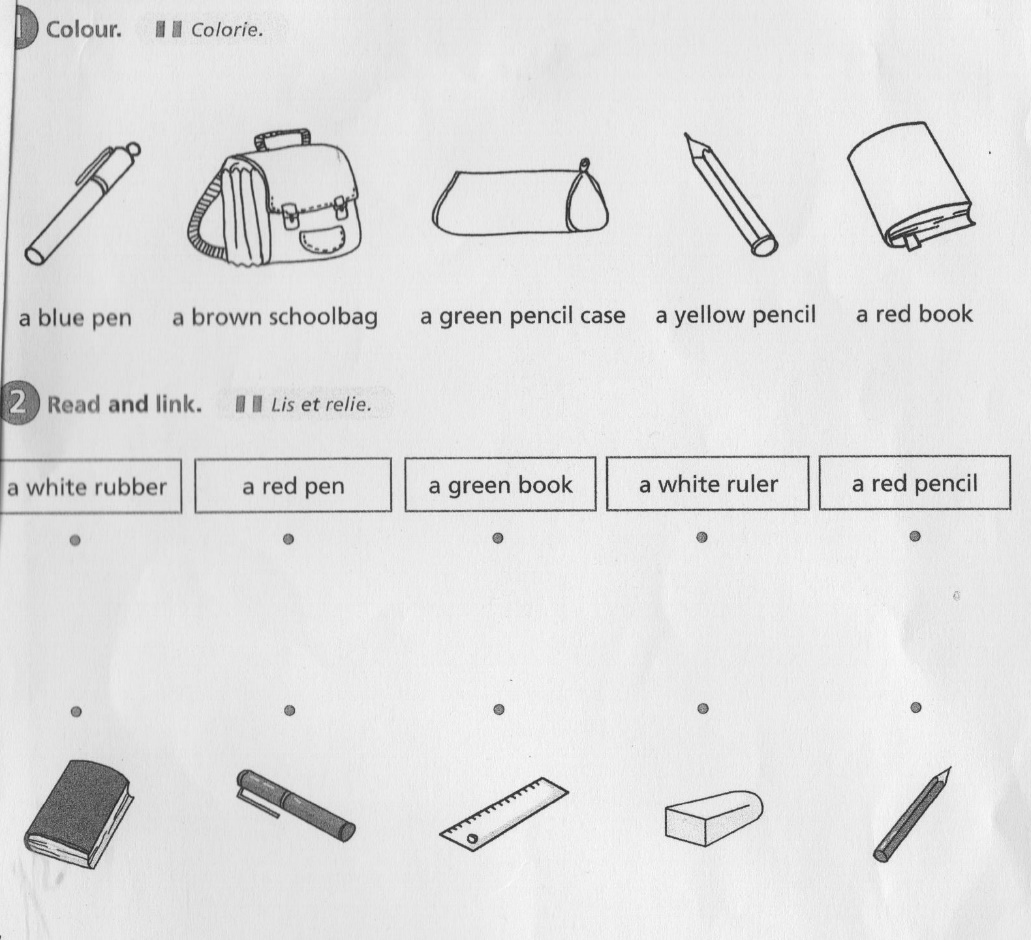 1 Colour. Colorie.
a blue pen a brown schoolbag a green pencil case a yellow pencil a red book
2 Read and link. Lis et relie.
a white rubber a red pen a green book a white ruler a red pencil